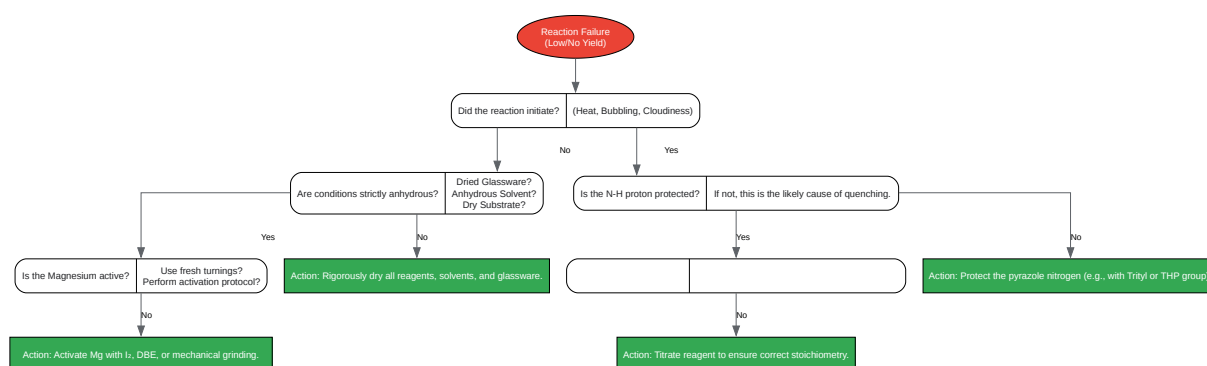 Reaction Failure
(Low/No Yield)
Did the reaction initiate?
(Heat, Bubbling, Cloudiness)
No
Yes
Are conditions strictly anhydrous?
Dried Glassware?
Anhydrous Solvent?
Dry Substrate?
Is the N-H proton protected?
If not, this is the likely cause of quenching.
Yes
No
Yes
No
Is the Magnesium active?
Use fresh turnings?
Perform activation protocol?
Action: Rigorously dry all reagents, solvents, and glassware.
Action: Protect the pyrazole nitrogen (e.g., with Trityl or THP group)
No
No
Action: Activate Mg with I₂, DBE, or mechanical grinding.
Action: Titrate reagent to ensure correct stoichiometry.